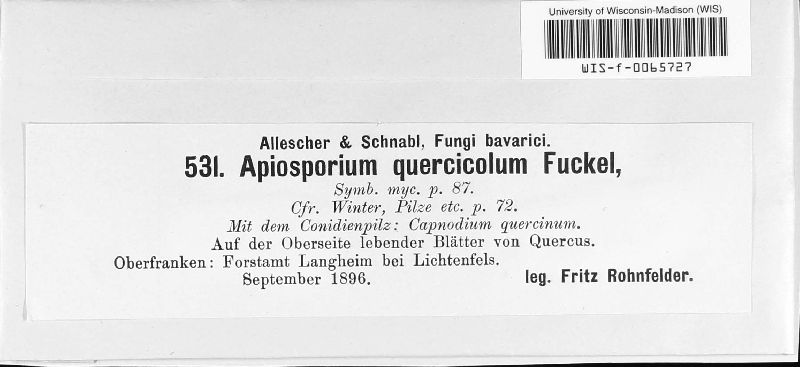 University of Wisconsin-Madison (WIS)
WIS-f-0065727
Allescher & Schnabl, Fungi bavarici.
531. Apiosporium quercicolum Fuckel,
Symb. myc. p. 87.
Cfr. Winter, Pilze etc. p. 72.
Mit dem Conidienpilz: Capnodium quercinum.
Auf der Oberseite lebender Blätter von Quercus.
Oberfranken: Forstamt Langheim bei Lichtenfels.
September 1896. leg. Fritz Rohnfelder.